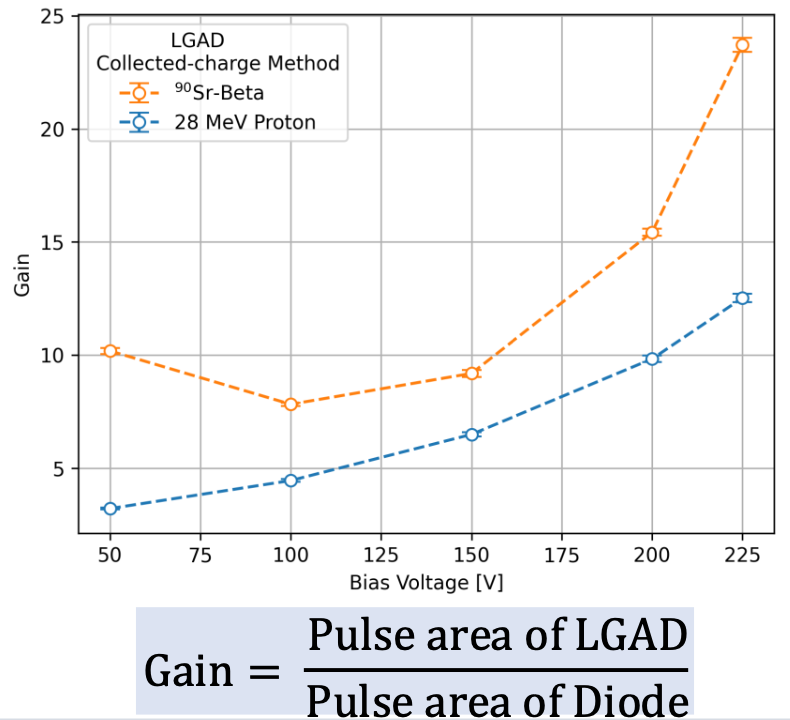 25
20
15
10
5
Gain
LGAD
Collected-charge Method
⁹⁰Sr-Beta
28 MeV Proton
50 75 100 125 150 175 200 225
Bias Voltage [V]
Gain = Pulse area of LGAD
Pulse area of Diode